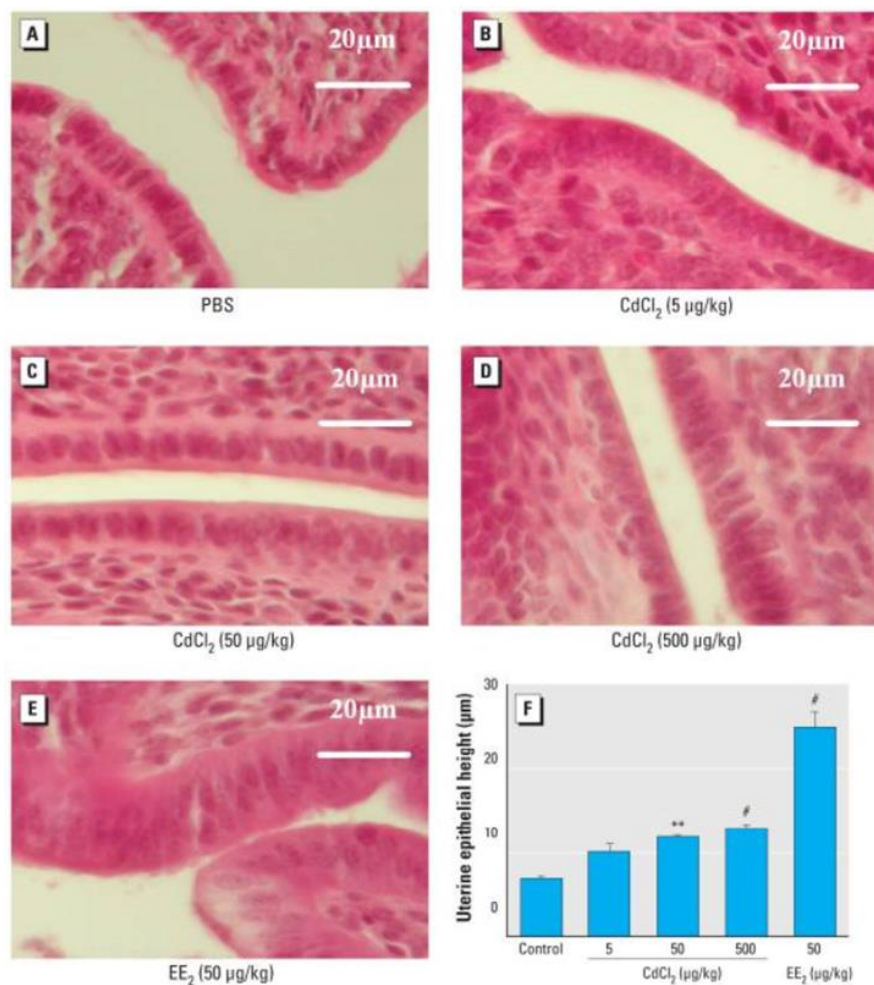 A
20μm
PBS
B
20μm
CdCl₂ (5 μg/kg)
C
20μm
CdCl₂ (50 μg/kg)
D
20μm
CdCl₂ (500 μg/kg)
E
20μm
EE₂ (50 μg/kg)
F
Uterine epithelial height (μm)
30
20
10
0
**
#
#
Control
5
50
500
50
CdCl₂ (μg/kg)
EE₂ (μg/kg)